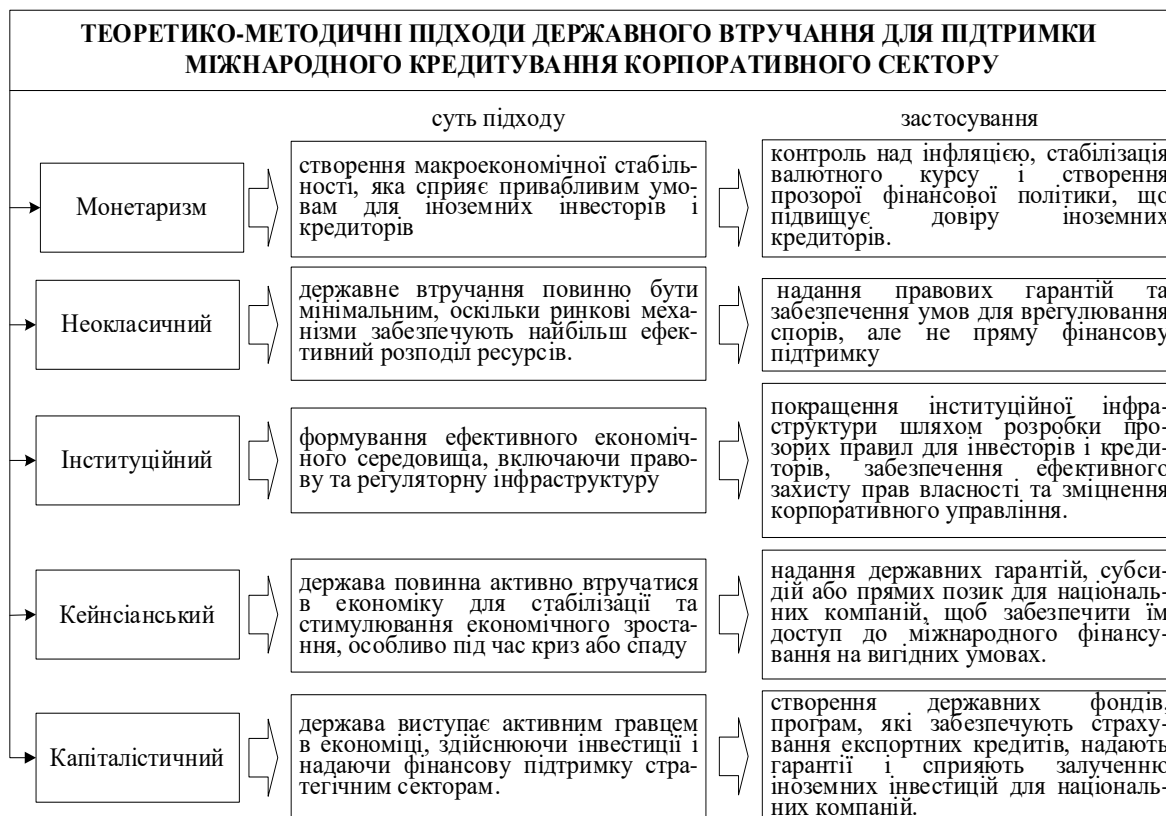 ТЕОРЕТИКО-МЕТОДИЧНІ ПІДХОДИ ДЕРЖАВНОГО ВТРУЧАННЯ ДЛЯ ПІДТРИМКИ
МІЖНАРОДНОГО КРЕДИТУВАННЯ КОРПОРАТИВНОГО СЕКТОРУ
суть підходу
застосування
Монетаризм
створення макроекономічної стабіль-
ності, яка сприяє привабливим умо-
вам для іноземних інвесторів і
кредиторів
контроль над інфляцією, стабілізація
валютного курсу і створення
прозорої фінансової політики, що
підвищує довіру іноземних
кредиторів.
Неокласичний
державне втручання повинно бути
мінімальним, оскільки ринкові меха-
нізми забезпечують найбільш ефе-
ктивний розподіл ресурсів.
надання правових гарантій та
забезпечення умов для врегулювання
спорів, але не пряму фінансову
підтримку
Інституційний
формування ефективного економіч-
ного середовища, включаючи право-
ву та регуляторну інфраструктуру
покращення інституційної інфра-
структури шляхом розробки про-
зорих правил для інвесторів і креди-
торів, забезпечення ефективного
захисту прав власності та зміцнення
корпоративного управління.
Кейнсіанський
держава повинна активно втручатися
в економіку для стабілізації та
стимулювання економічного зроста-
ння, особливо під час криз або спаду
надання державних гарантій, субси-
дій або прямих позик для національ-
них компаній, щоб забезпечити їм
доступ до міжнародного фінансу-
вання на вигідних умовах.
Капіталістичний
держава виступає активним гравцем
в економіці, здійснюючи інвестиції і
надаючи фінансову підтримку стра-
тегічним секторам.
створення державних фондів,
програм, які забезпечують страху-
вання експортних кредитів, надають
гарантії і сприяють залученню
іноземних інвестицій для національ-
них компаній.